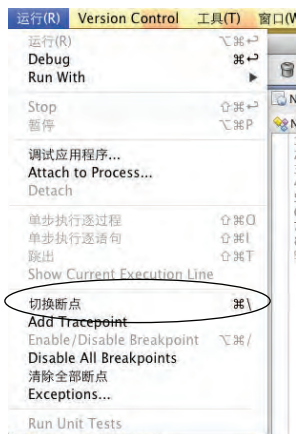 运行(R) Version Control 工具(T) 窗口(W
运行(R) ⌥⌘↩
Debug ⌘↩
Run With ▶
Stop ⇧⌘↩
暂停 ⌥⌘P
调试应用程序...
Attach to Process...
Detach
单步执行逐过程 ⇧⌘O
单步执行逐语句 ⇧⌘I
跳出 ⇧⌘T
Show Current Execution Line
切换断点 ⌘\
Add Tracepoint
Enable/Disable Breakpoint ⌥⌘/
Disable All Breakpoints
清除全部断点
Exceptions...
Run Unit Tests